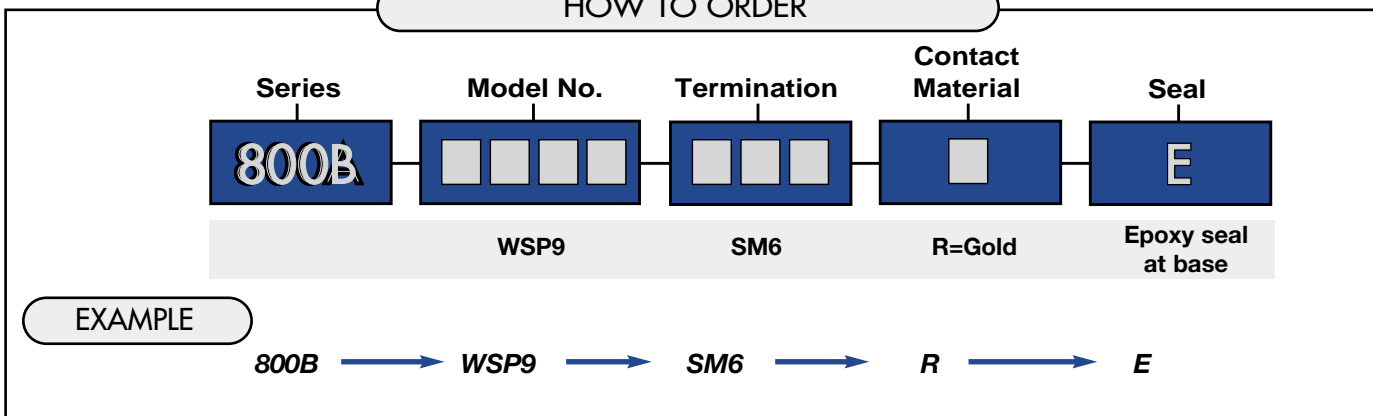 HOW TO ORDER
Series
Model No.
Termination
Contact
Material
Seal
800B
E
WSP9
SM6
R=Gold
Epoxy seal
at base
EXAMPLE
800B
WSP9
SM6
R
E